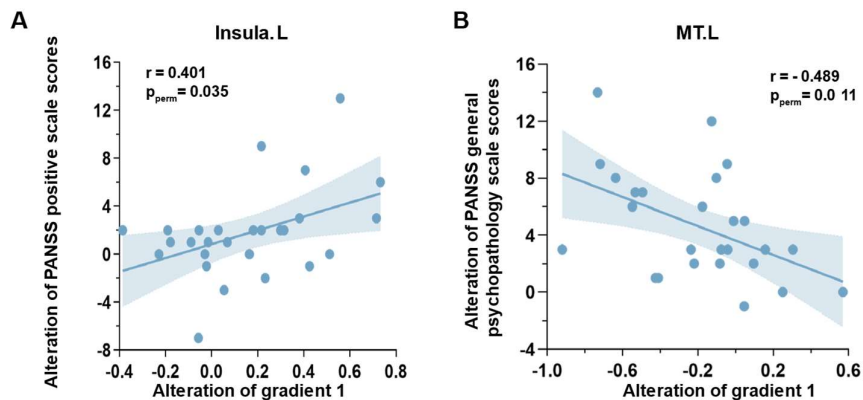 A
Insula.L
r = 0.401
p perm = 0.035
Alteration of PANSS positive scale scores
16
12
8
4
0
-4
-8
-0.4
-0.2
0.0
0.2
0.4
0.6
0.8
Alteration of gradient 1
B
MT.L
r = - 0.489
p perm = 0.0 11
Alteration of PANSS general
psychopathology scale scores
16
12
8
4
0
-4
-1.0
-0.6
-0.2
0.2
0.6
Alteration of gradient 1